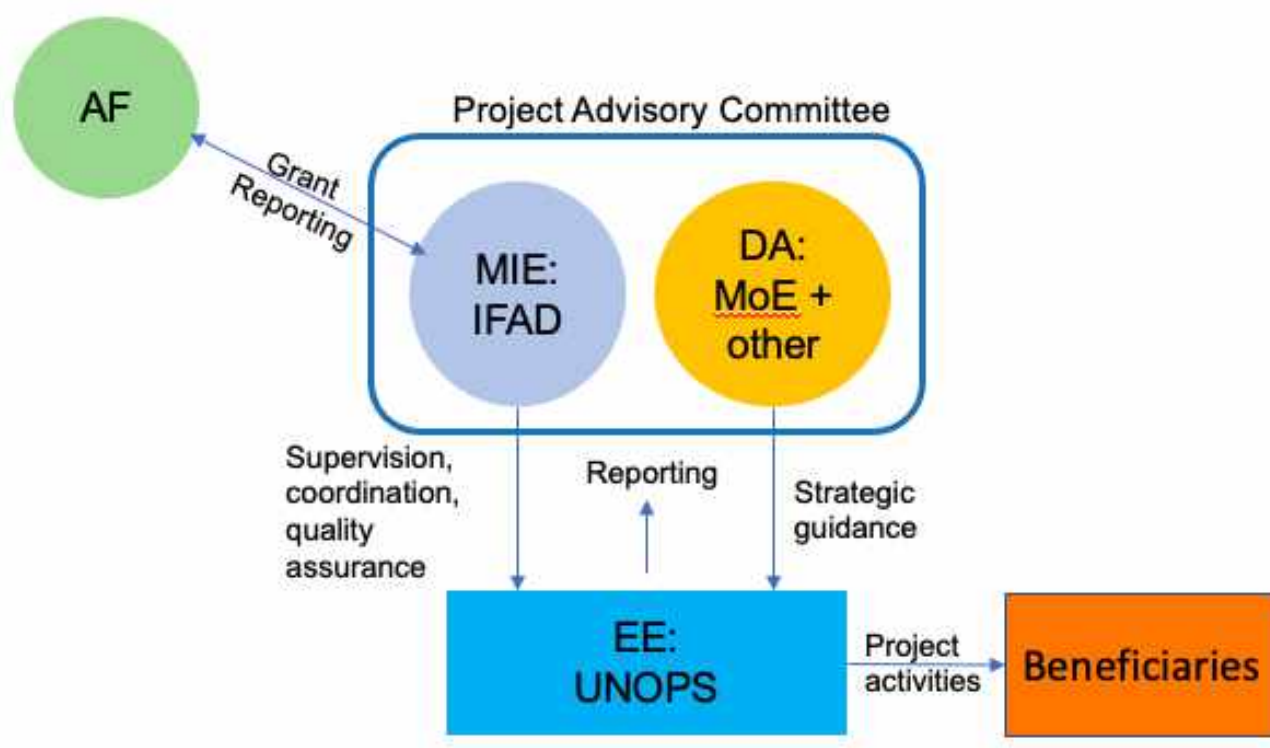 AF
Project Advisory Committee
Grant
Reporting
MIE:
IFAD
DA:
MoE +
other
Supervision,
coordination,
quality
assurance
Reporting
Strategic
guidance
EE:
UNOPS
Project
activities
Beneficiaries